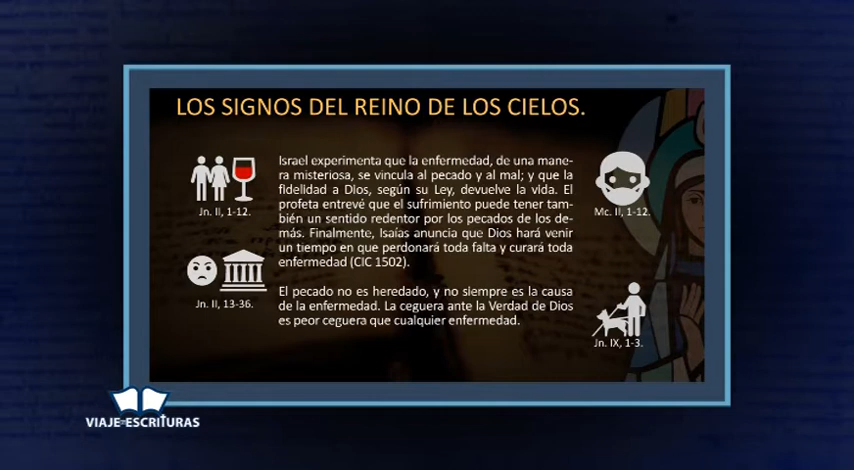 LOS SIGNOS DEL REINO DE LOS CIELOS.
Jn. II, 1-12.
Jn. II, 13-36.
Israel experimenta que la enfermedad, de una mane-
ra misteriosa, se vincula al pecado y al mal; y que la
fidelidad a Dios, según su Ley, devuelve la vida. El
profeta entrevé que el sufrimiento puede tener tam-
bién un sentido redentor por los pecados de los de-
más. Finalmente, Isaías anuncia que Dios hará venir
un tiempo en que perdonará toda falta y curará toda
enfermedad (CIC 1502).
El pecado no es heredado, y no siempre es la causa
de la enfermedad. La ceguera ante la Verdad de Dios
es peor ceguera que cualquier enfermedad.
Mc. II, 1-12.
Jn. IX, 1-3.
VIAJE ESCRITURAS